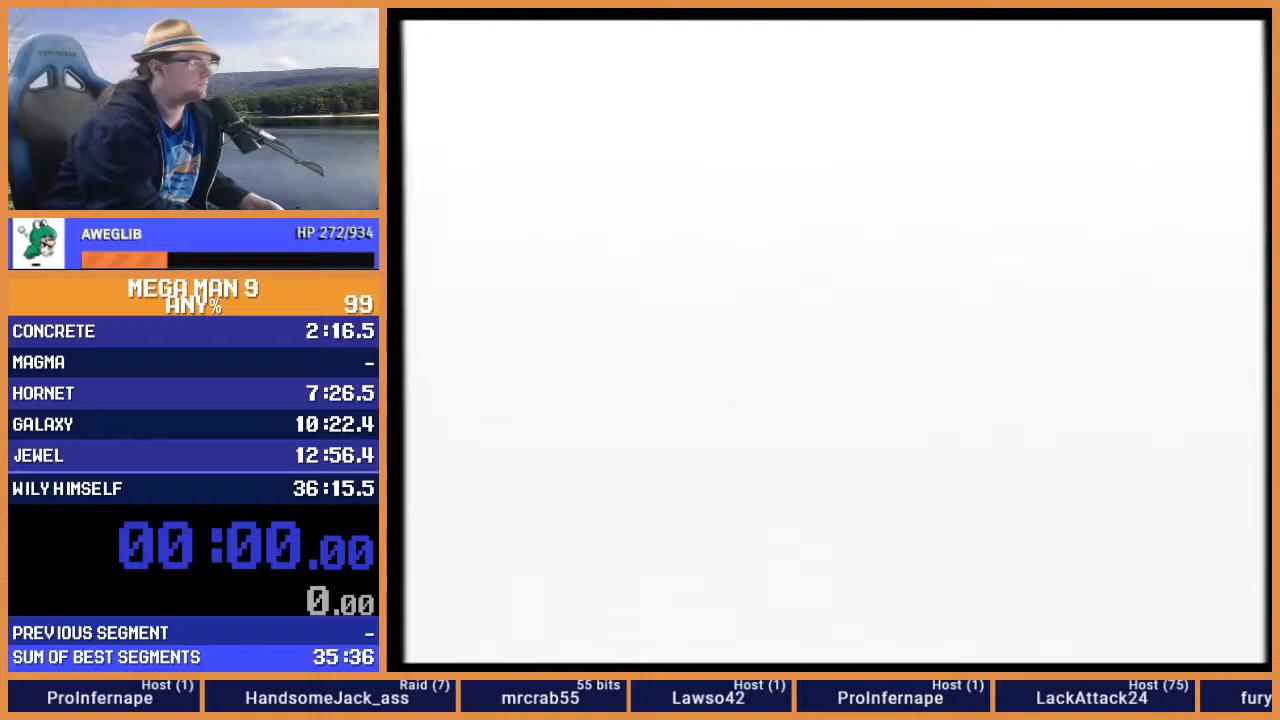 AWEGLIB HP 272/934
MEGA MAN 9
ANY% 99
CONCRETE 2:16.5
MAGMA -
HORNET 7:26.5
GALAXY 10:22.4
JEWEL 12:56.4
WILY HIMSELF 36:15.5
00:00.00
0.00
PREVIOUS SEGMENT -
SUM OF BEST SEGMENTS 35:36
Host (1) Raid (7) 55 bits Host (1) Host (1) Host (75)
ProInfernape HandsomeJack_ass mrcrab55 Lawso42 ProInfernape LackAttack24 fury